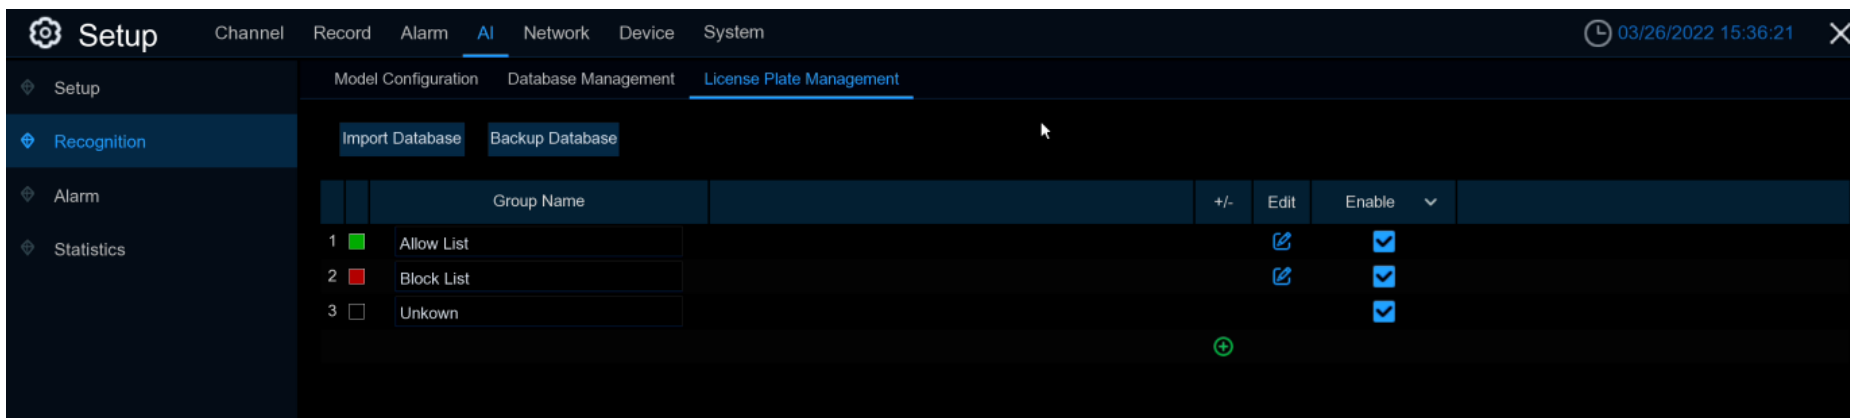 Setup Channel Record Alarm AI Network Device System 03/26/2022 15:36:21
Setup Model Configuration Database Management License Plate Management
Recognition Import Database Backup Database
Alarm Group Name +/- Edit Enable
1 Allow List
Statistics
2 Block List
3 Unkown